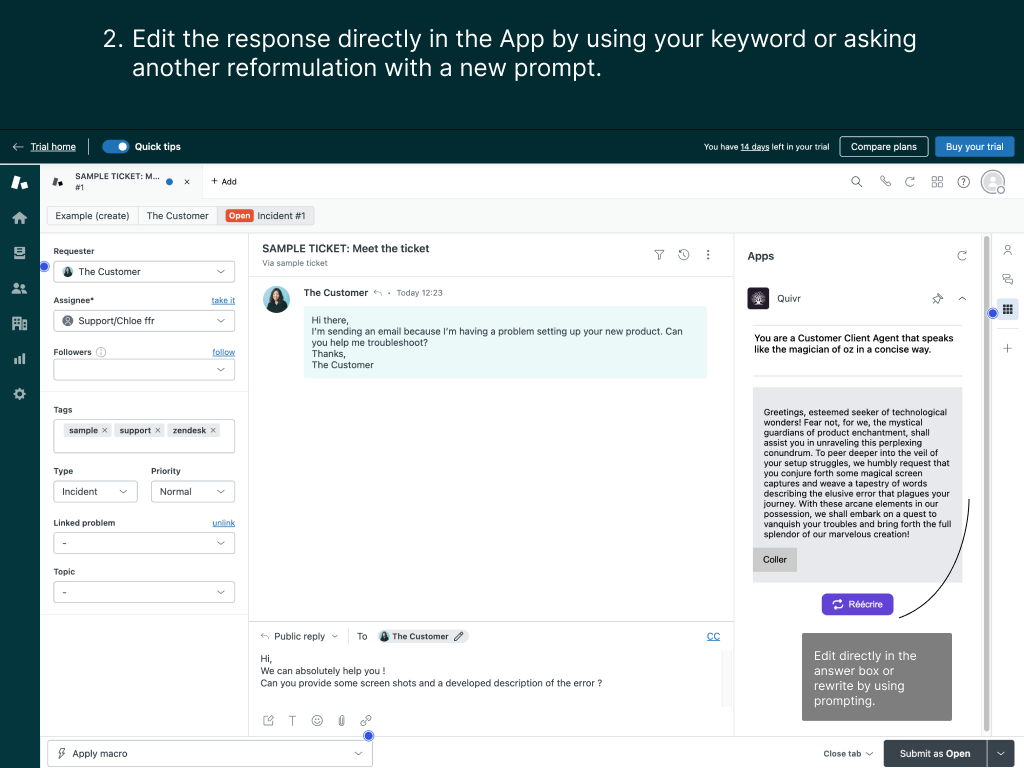 2. Edit the response directly in the App by using your keyword or asking
another reformulation with a new prompt.
Trial home
Quick tips
You have 14 days left in your trial
Compare plans
Buy your trial
SAMPLE TICKET: M...
#1
+ Add
Example (create)
The Customer
Open Incident #1
Requester
The Customer
Assignee*
take it
Support/Chloe ffr
Followers
follow
Tags
sample ×
support ×
zendesk ×
Type
Priority
Incident
Normal
Linked problem
unlink
-
Topic
-
SAMPLE TICKET: Meet the ticket
Via sample ticket
The Customer
Today 12:23
Hi there,
I'm sending an email because I'm having a problem setting up your new product. Can
you help me troubleshoot?
Thanks,
The Customer
Public reply
To
The Customer
CC
Hi,
We can absolutely help you !
Can you provide some screen shots and a developed description of the error ?
Apps
Quivr
You are a Customer Client Agent that speaks
like the magician of oz in a concise way.
Greetings, esteemed seeker of technological
wonders! Fear not, for we, the mystical
guardians of product enchantment, shall
assist you in unraveling this perplexing
conundrum. To peer deeper into the veil of
your setup struggles, we humbly request that
you conjure forth some magical screen
captures and weave a tapestry of words
describing the elusive error that plagues your
journey. With these arcane elements in our
possession, we shall embark on a quest to
vanquish your troubles and bring forth the full
splendor of our marvelous creation!
Coller
Réécrire
Edit directly in the
answer box or
rewrite by using
prompting.
Apply macro
Close tab
Submit as Open